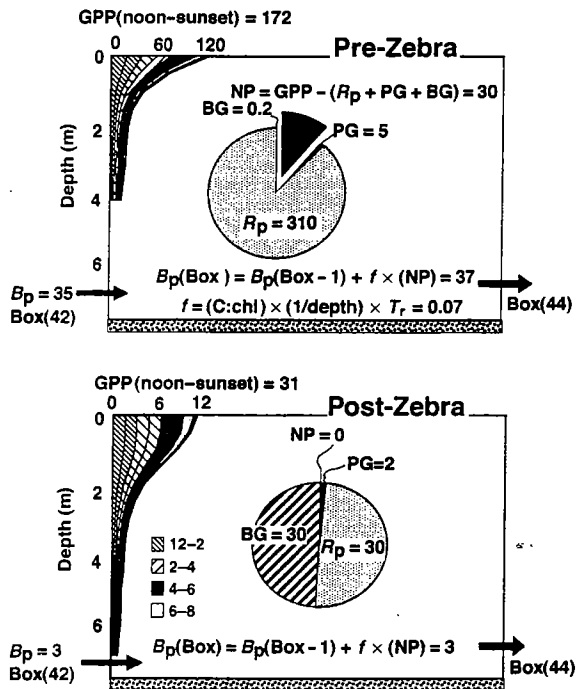 GPP(noon-sunset) = 172
0 60 120
Pre-Zebra
0
2
4
6
Depth (m)
NP = GPP - (Rp + PG + BG) = 30
BG = 0.2
PG = 5
Rp = 310
Bp(Box ) = Bp(Box - 1) + f × (NP) = 37
f = (C:chl) × (1/depth) × Tr = 0.07
Bp = 35
Box(42)
Box(44)
GPP(noon-sunset) = 31
0 6 12
Post-Zebra
0
2
4
6
Depth (m)
NP = 0
PG=2
BG = 30
Rp = 30
12-2
2-4
4-6
6-8
Bp(Box) = Bp(Box - 1) + f × (NP) = 3
Bp = 3
Box(42)
Box(44)